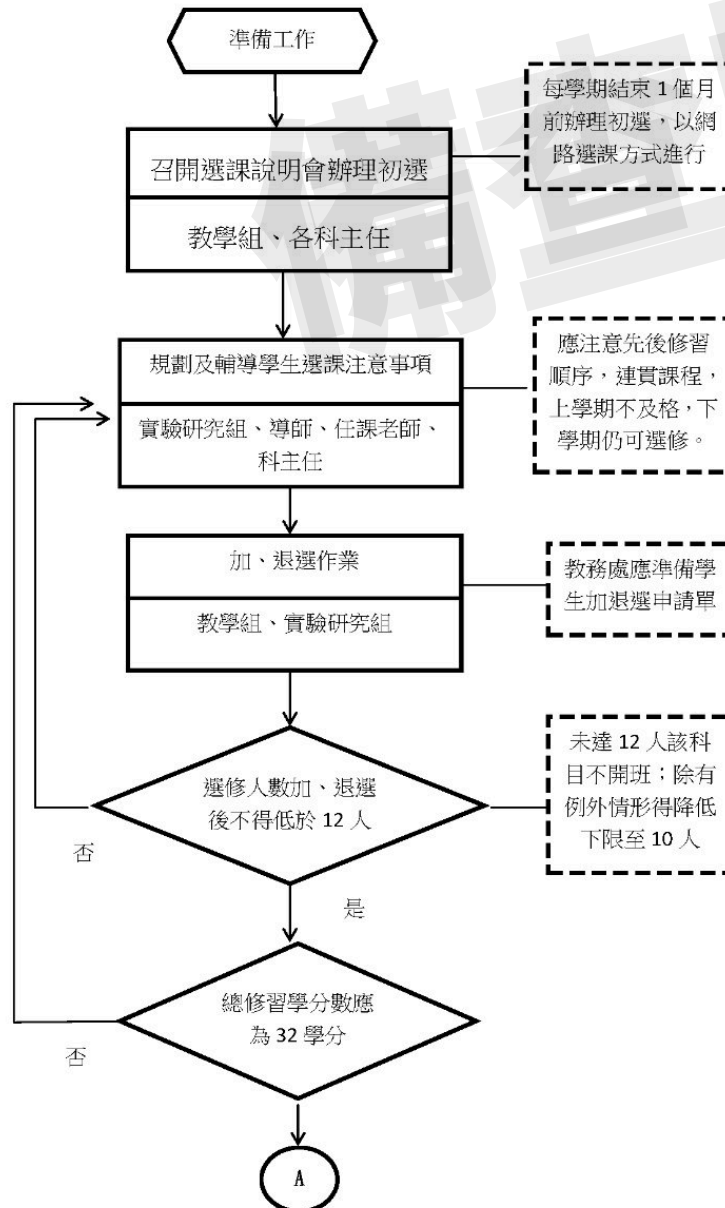 準備工作
每學期結束 1 個月
前辦理初選，以網
路選課方式進行
召開選課說明會辦理初選
教學組、各科主任
規劃及輔導學生選課注意事項
實驗研究組、導師、任課老師、
科主任
應注意先後修習
順序，連貫課程，
上學期不及格，下
學期仍可選修。
加、退選作業
教學組、實驗研究組
教務處應準備學
生加退選申請單
選修人數加、退選
後不得低於 12 人
未達 12 人該科
目不開班；除有
例外情形得降低
下限至 10 人
否
是
總修習學分數應
為 32 學分
否
A
備查